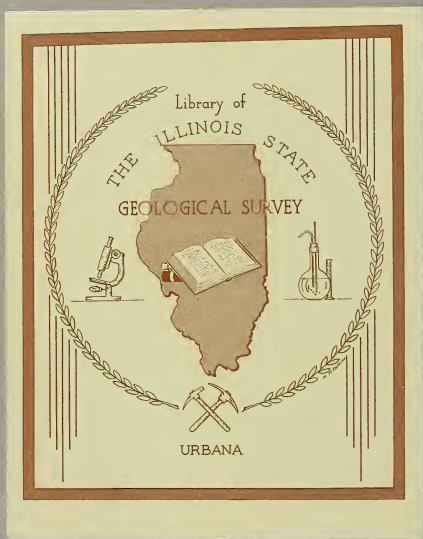 Library of
THE ILLINOIS STATE
GEOLOGICAL SURVEY
URBANA